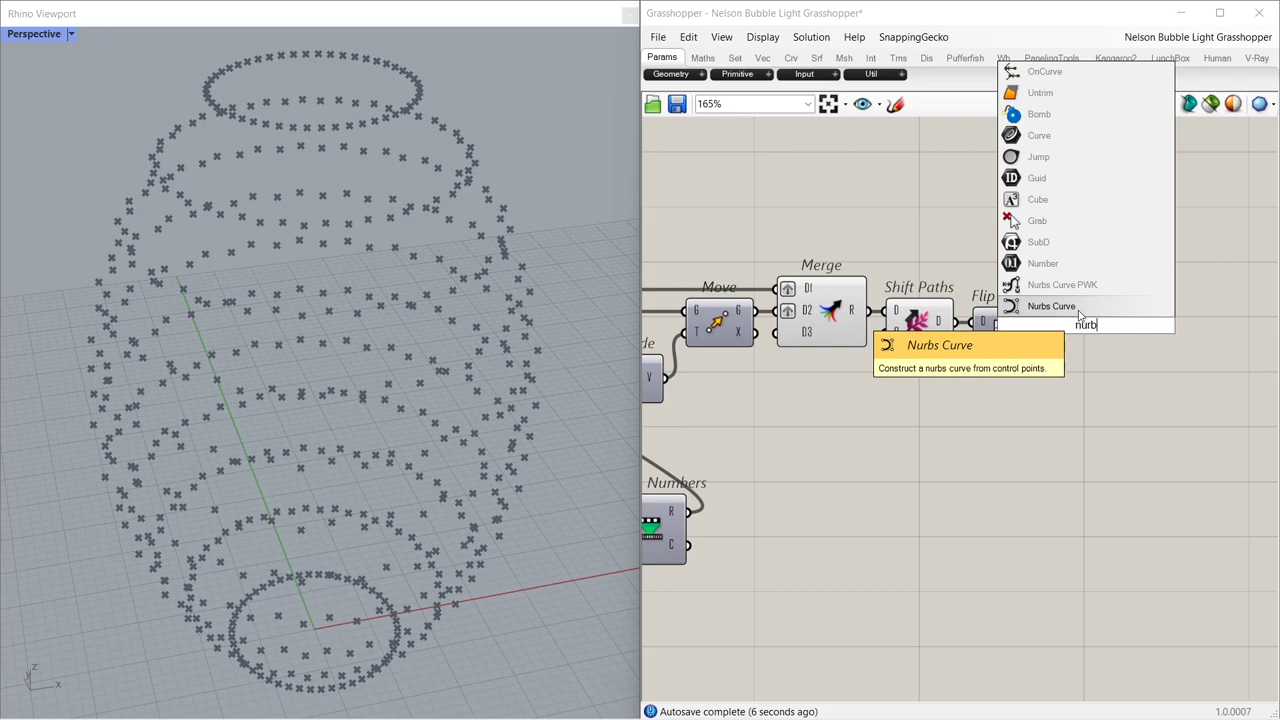 Rhino Viewport
Perspective
z
x
Grasshopper - Nelson Bubble Light Grasshopper*
File Edit View Display Solution Help SnappingGecko Nelson Bubble Light Grasshopper
Params Maths Set Vec Crv Srf Msh Int Trns Dis Pufferfish Wb PanelingTools Kangaroo2 LunchBox Human V-Ray
Geometry Primitive Input Util
165%
OnCurve
Untrim
Bomb
Curve
Jump
Guid
Cube
Grab
SubD
Number
Nurbs Curve PWK
Nurbs Curve
nurb
Nurbs Curve
Construct a nurbs curve from control points.
Merge
D1
D2 R
D3
Move
G G
T X
Shift Paths
D D
Flip
D
de
V
Numbers
R
C
Autosave complete (6 seconds ago)
1.0.0007